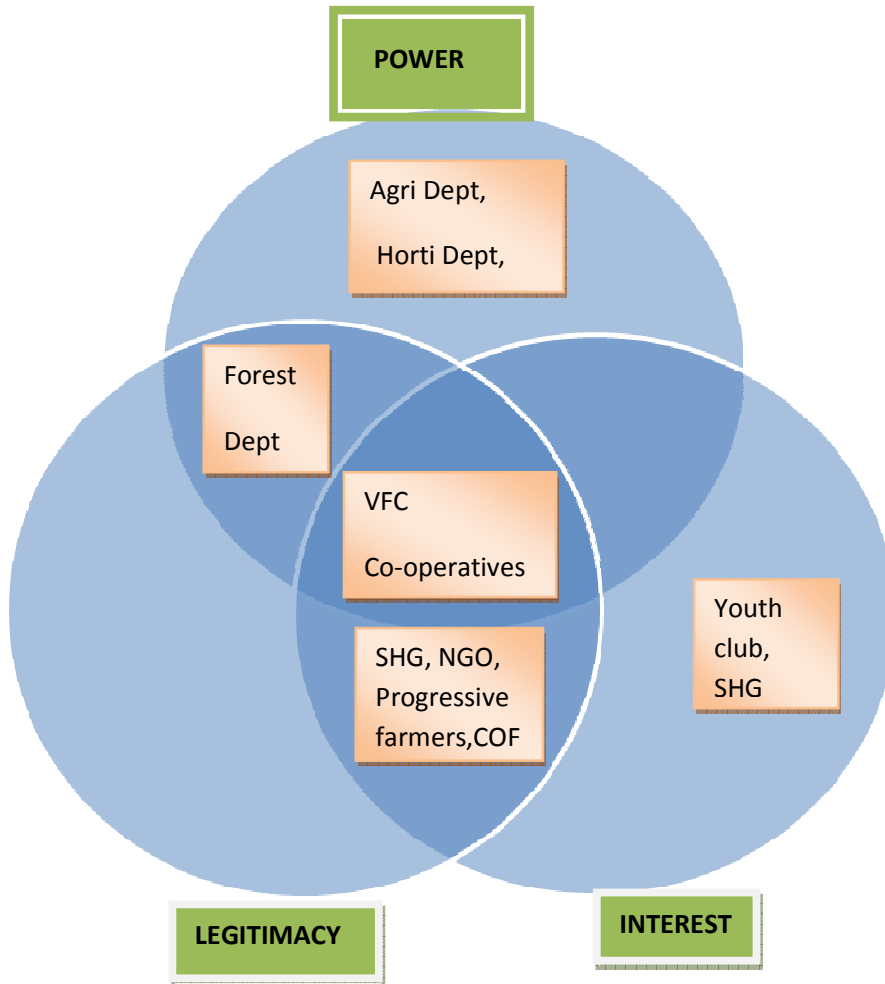 POWER
Agri Dept,
Horti Dept,
Forest
Dept
VFC
Co-operatives
SHG, NGO,
Progressive
farmers,COF
Youth
club,
SHG
LEGITIMACY
INTEREST